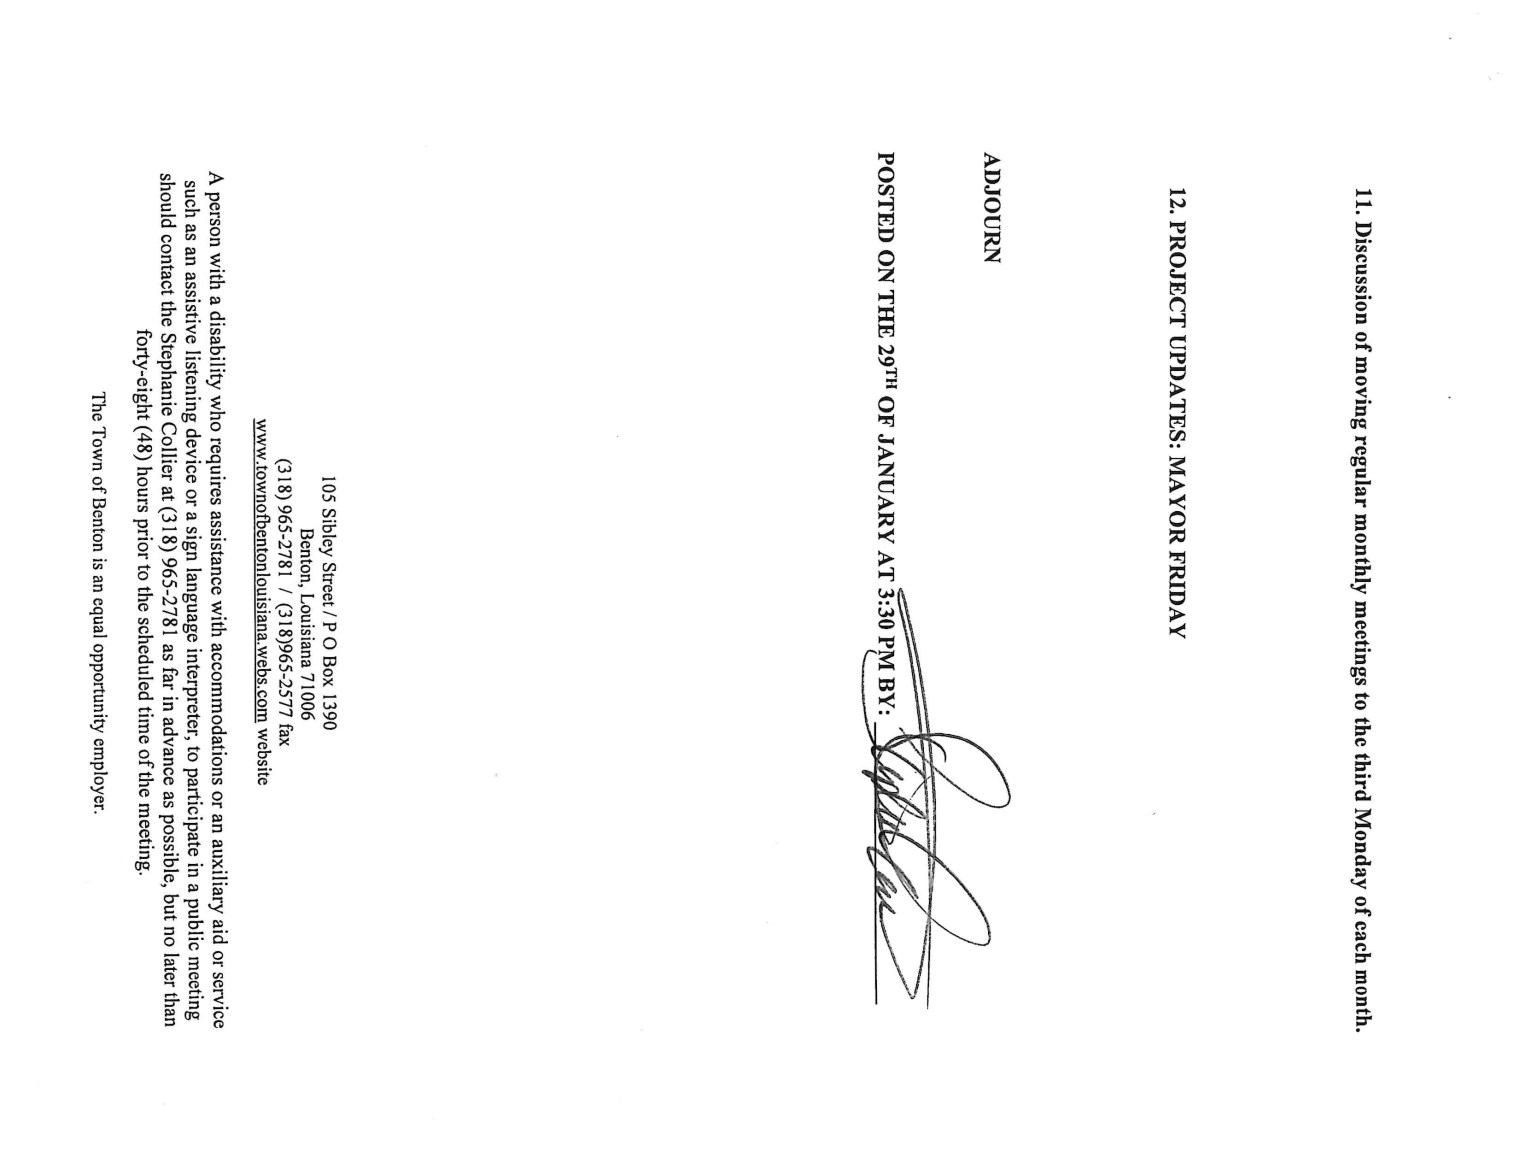 11. Discussion of moving regular monthly meetings to the third Monday of each month.
12. PROJECT UPDATES: MAYOR FRIDAY
ADJOURN
POSTED ON THE 29TH OF JANUARY AT 3:30 PM BY:
105 Sibley Street / P O Box 1390
Benton, Louisiana 71006
(318) 965-2781 / (318)965-2577 fax
www.townofbentonlouisiana.webs.com website
A person with a disability who requires assistance with accommodations or an auxiliary aid or service
such as an assistive listening device or a sign language interpreter, to participate in a public meeting
should contact the Stephanie Collier at (318) 965-2781 as far in advance as possible, but no later than
forty-eight (48) hours prior to the scheduled time of the meeting.
The Town of Benton is an equal opportunity employer.